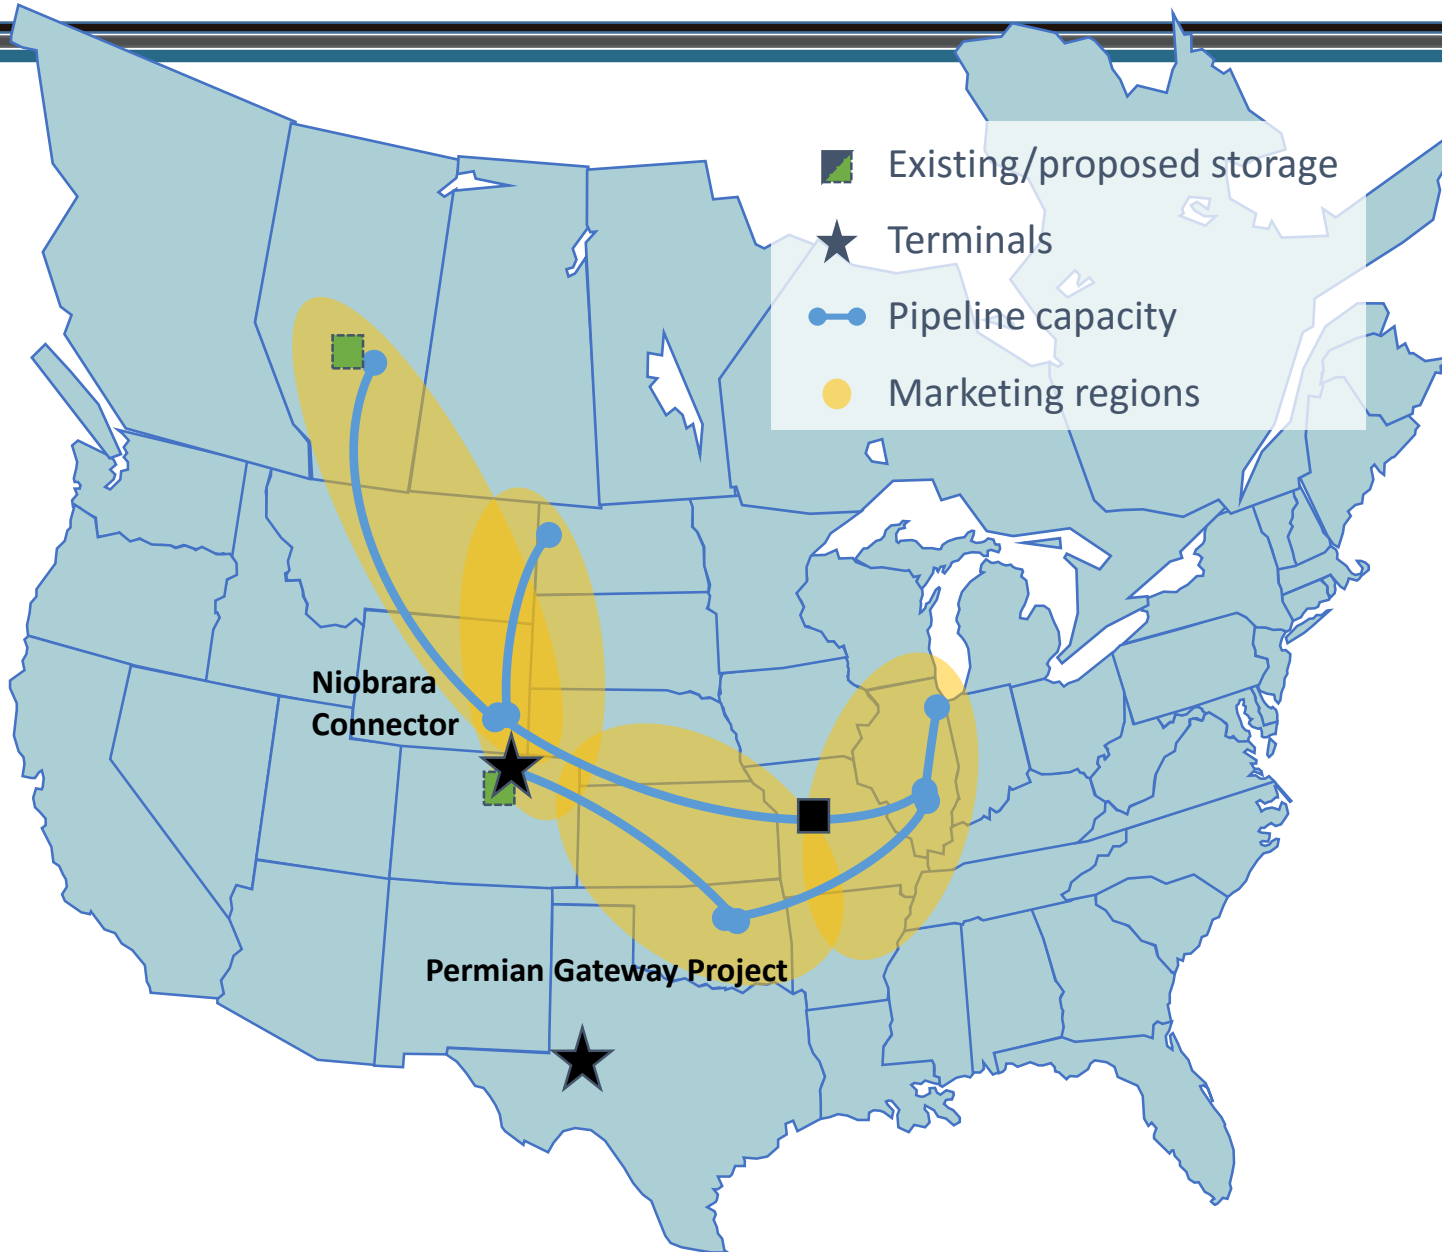 Existing/proposed storage
Terminals
Pipeline capacity
Marketing regions
Niobrara
Connector
Permian Gateway Project